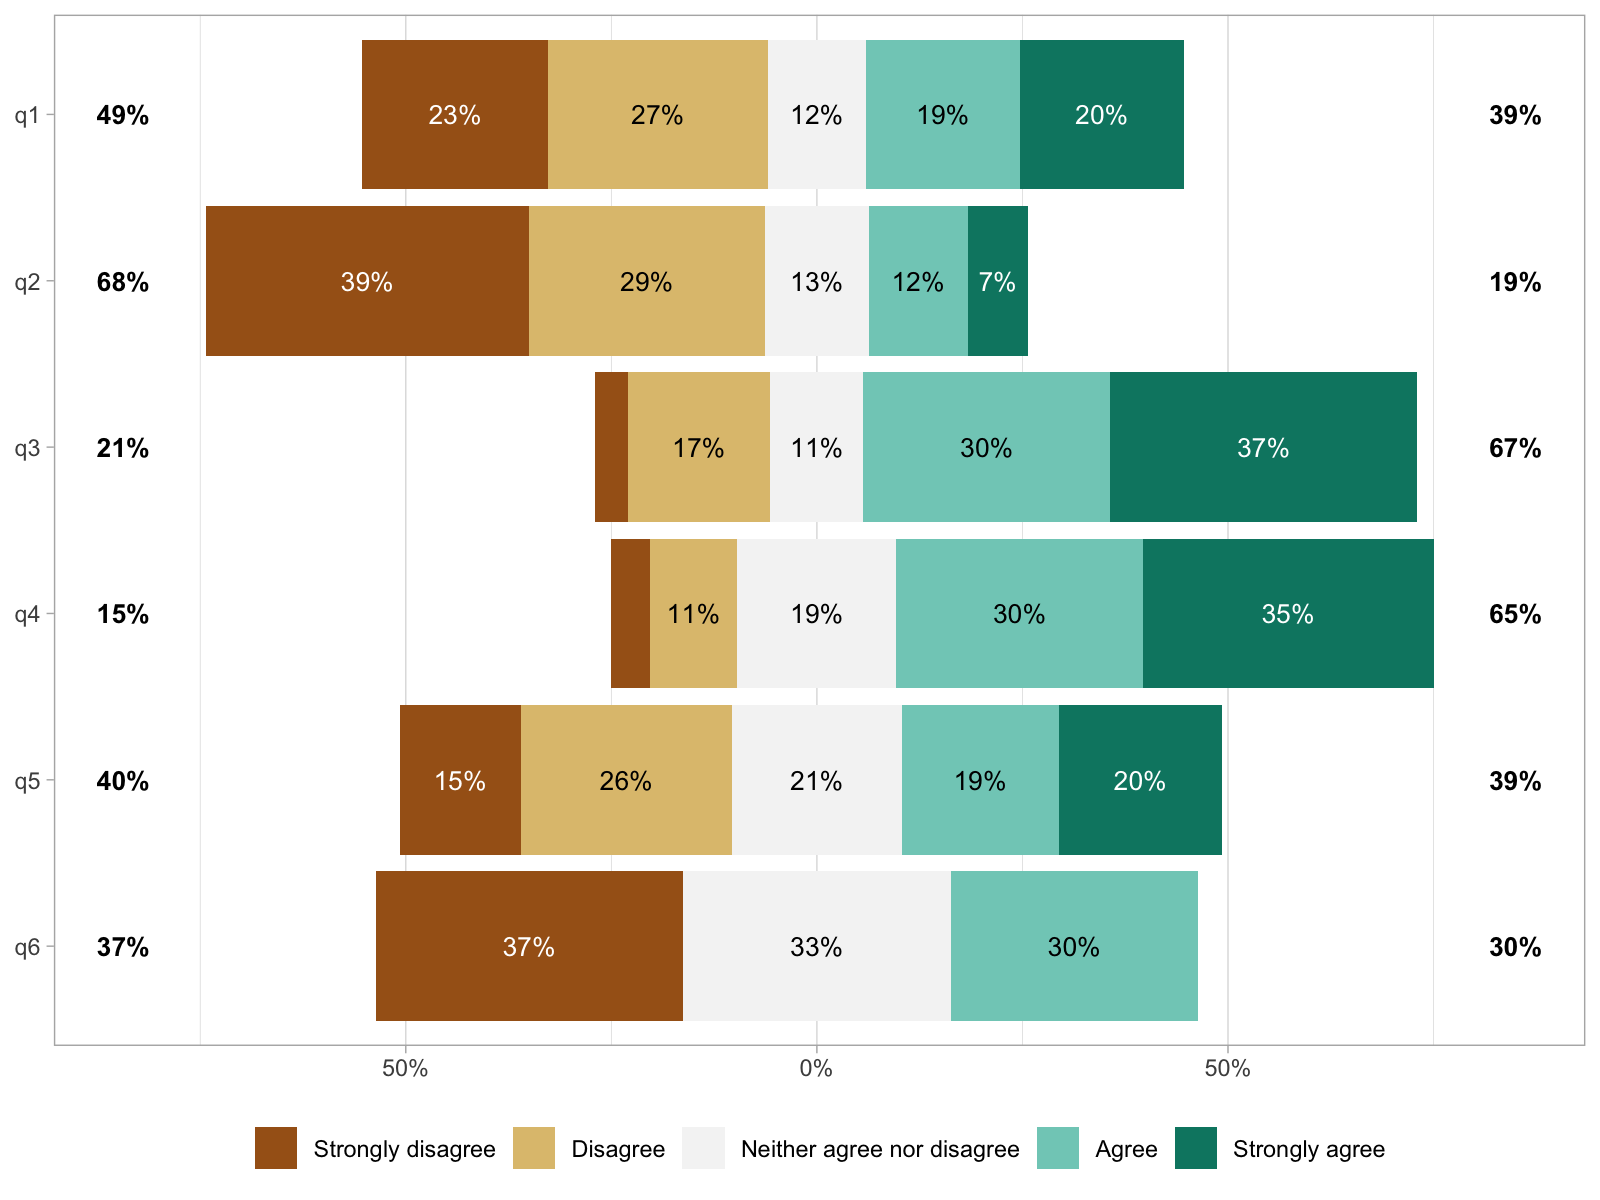 q1 49% 23% 27% 12% 19% 20% 39%
q2 68% 39% 29% 13% 12% 7% 19%
q3 21% 17% 11% 30% 37% 67%
q4 15% 11% 19% 30% 35% 65%
q5 40% 15% 26% 21% 19% 20% 39%
q6 37% 37% 33% 30% 30%
50% 0% 50%
Strongly disagree Disagree Neither agree nor disagree Agree Strongly agree